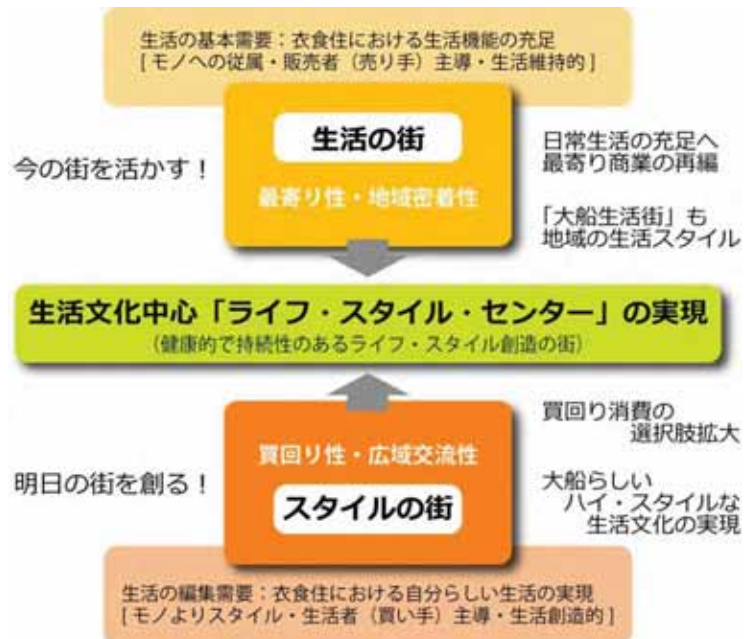 生活の基本需要：衣食住における生活機能の充足
[ モノへの従属・販売者（売り手）主導・生活維持的 ]
生活の街
最寄り性・地域密着性
今の街を活かす！
日常生活の充足へ
最寄り商業の再編
「大船生活街」も
地域の生活スタイル
生活文化中心「ライフ・スタイル・センター」の実現
（健康的で持続性のあるライフ・スタイル創造の街）
買回り性・広域交流性
スタイルの街
明日の街を創る！
買回り消費の
選択肢拡大
大船らしい
ハイ・スタイルな
生活文化の実現
生活の編集需要：衣食住における自分らしい生活の実現
[ モノよりスタイル・生活者（買い手）主導・生活創造的 ]